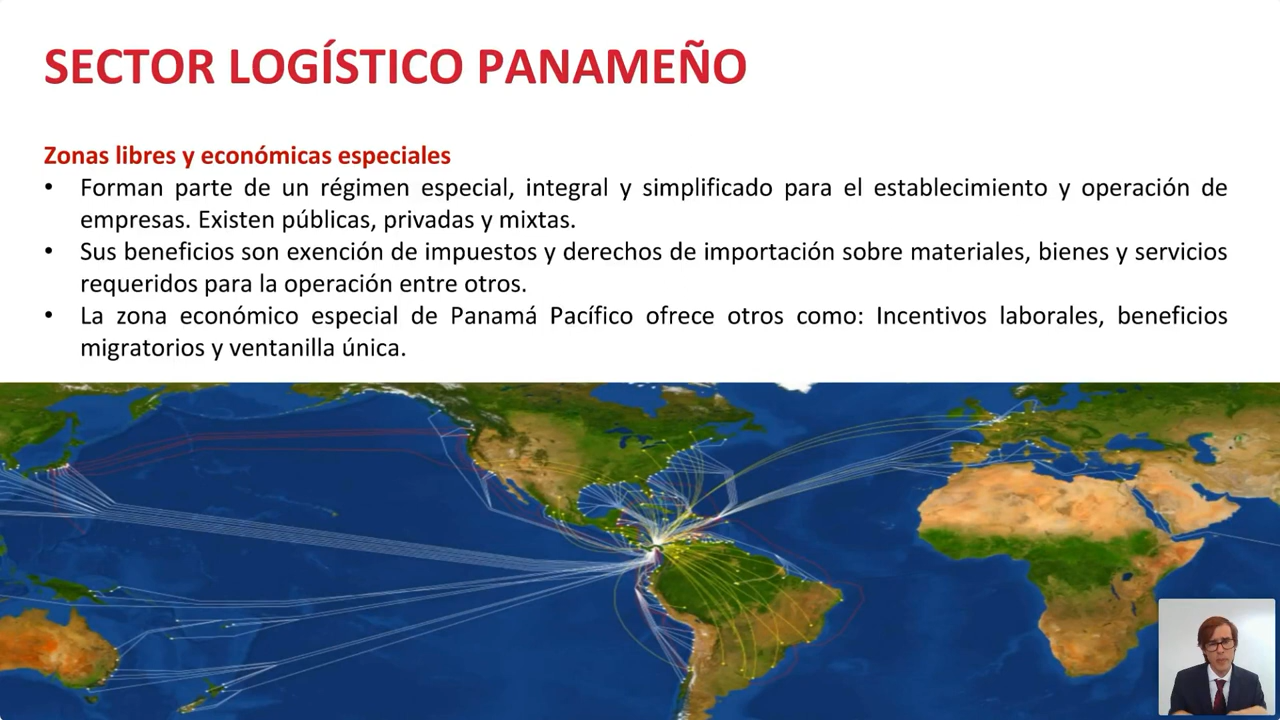 SECTOR LOGÍSTICO PANAMEÑO
Zonas libres y económicas especiales
• Forman parte de un régimen especial, integral y simplificado para el establecimiento y operación de
empresas. Existen públicas, privadas y mixtas.
• Sus beneficios son exención de impuestos y derechos de importación sobre materiales, bienes y servicios
requeridos para la operación entre otros.
• La zona económico especial de Panamá Pacífico ofrece otros como: Incentivos laborales, beneficios
migratorios y ventanilla única.